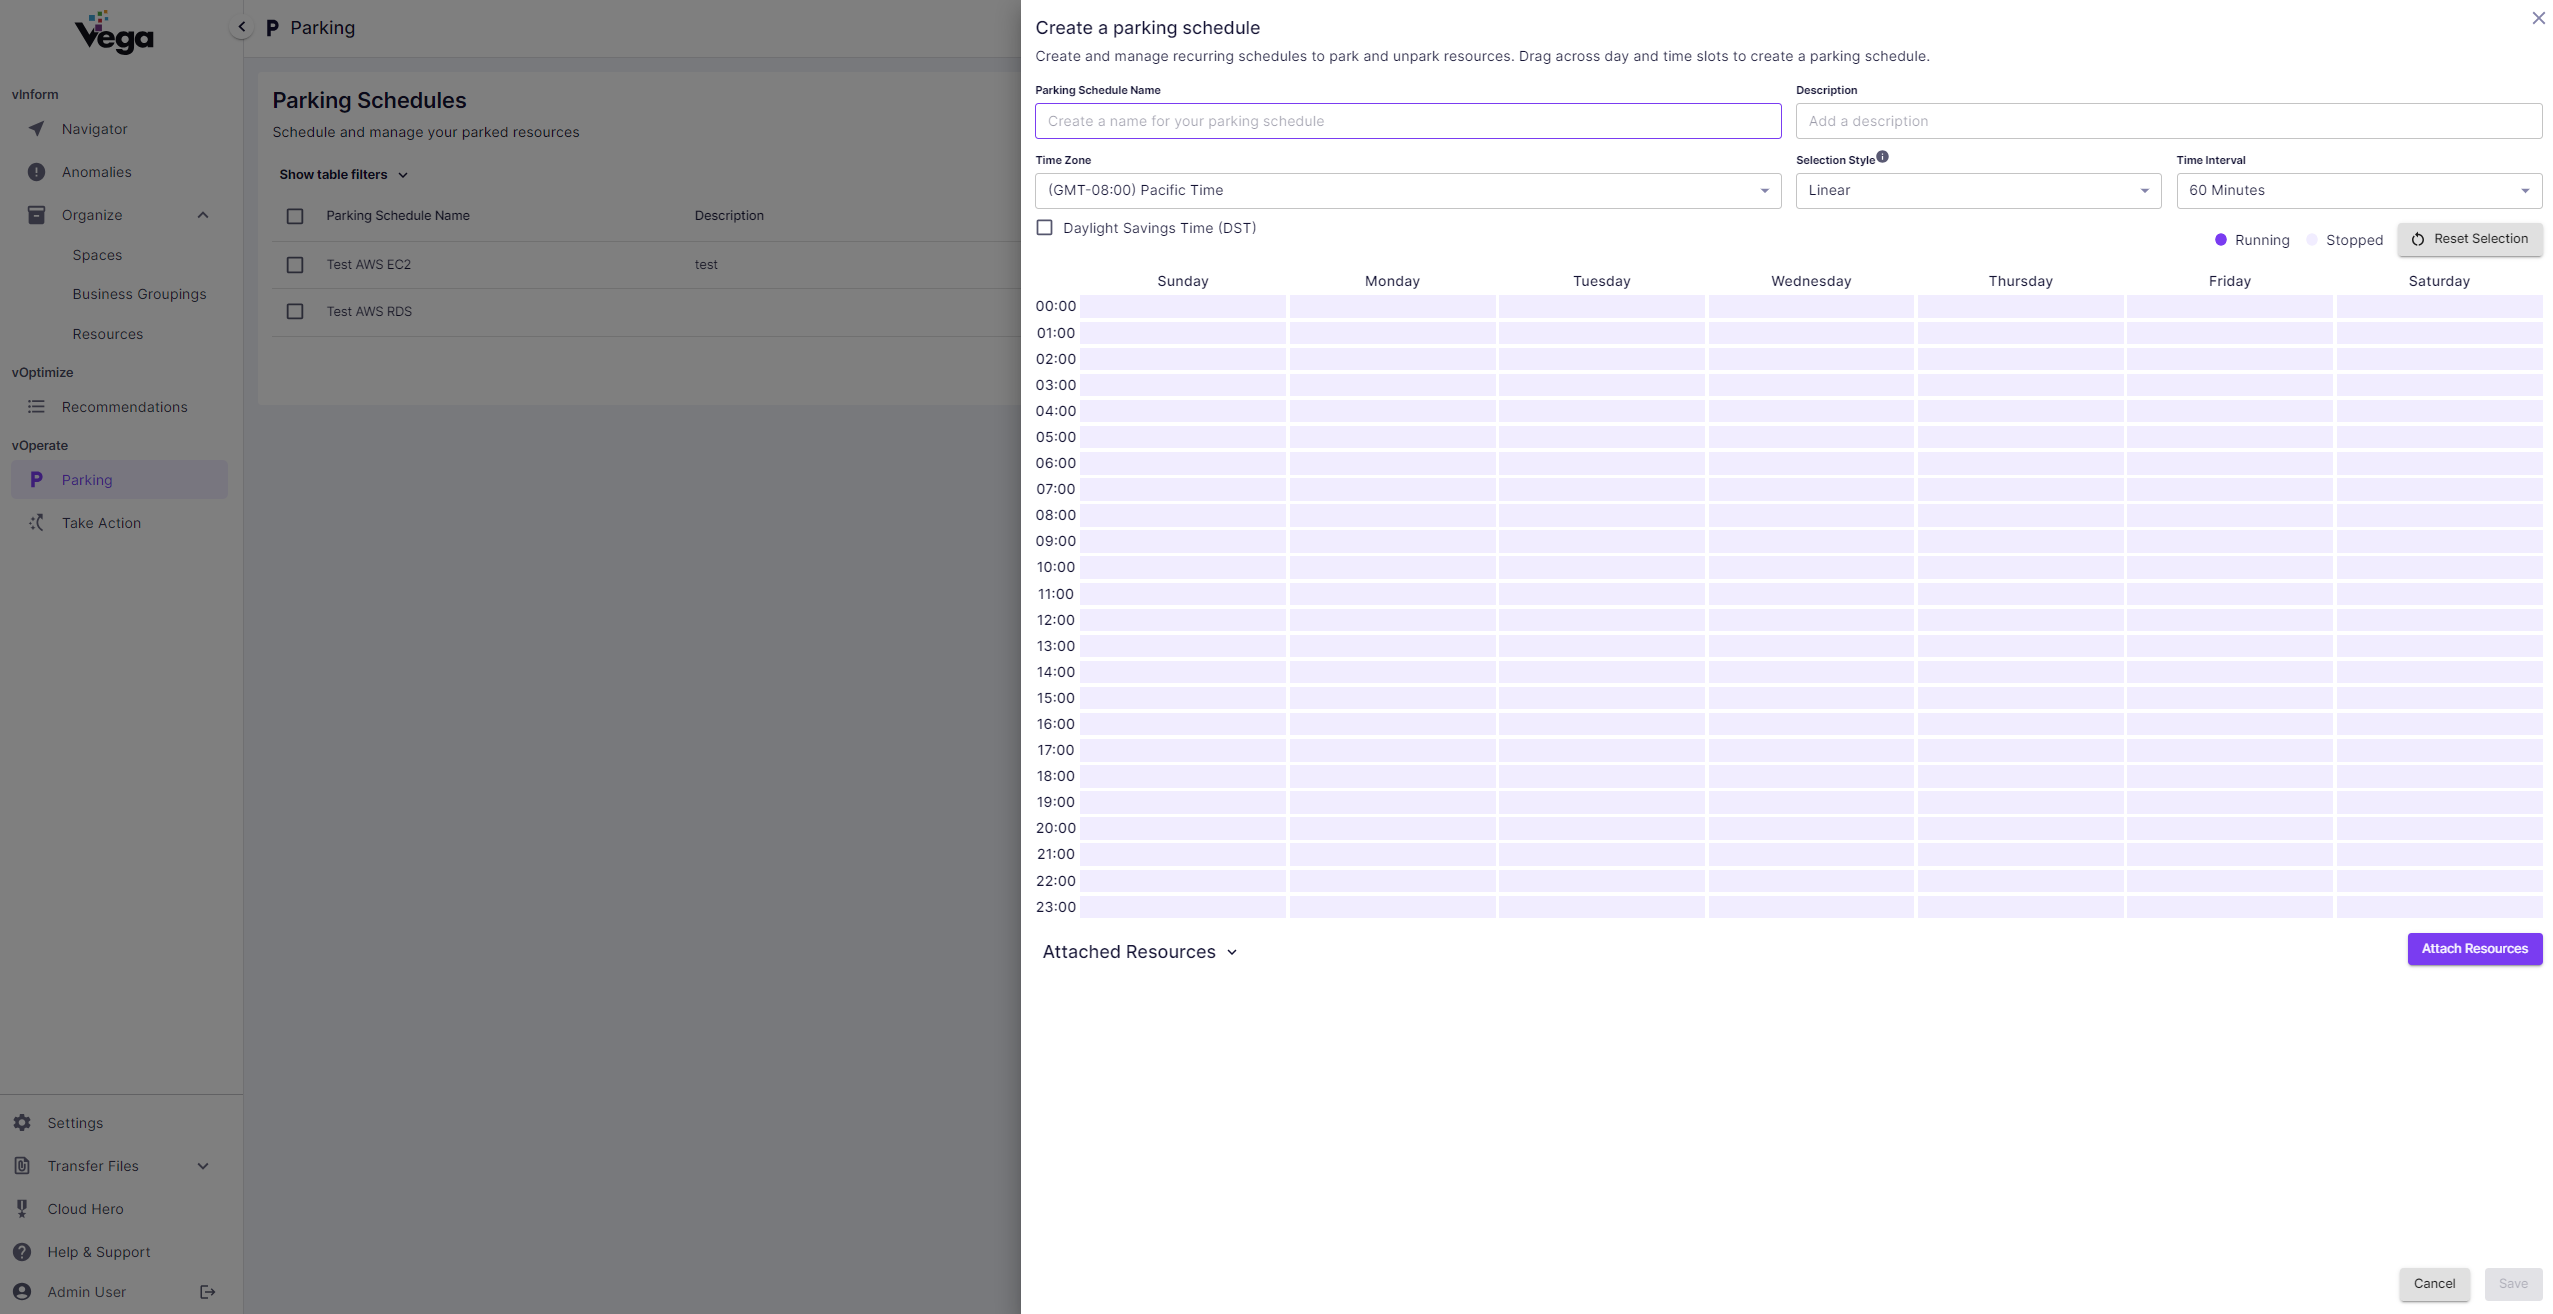 Vega
vInform
Navigator
Anomalies
Organize
Spaces
Business Groupings
Resources
vOptimize
Recommendations
vOperate
P Parking
Take Action
Settings
Transfer Files
Cloud Hero
Help & Support
Admin User
P Parking
Parking Schedules
Schedule and manage your parked resources
Show table filters
Parking Schedule Name Description
Test AWS EC2 test
Test AWS RDS
Create a parking schedule
Create and manage recurring schedules to park and unpark resources. Drag across day and time slots to create a parking schedule.
Parking Schedule Name Description
Create a name for your parking schedule Add a description
Time Zone Selection Style Time Interval
(GMT-08:00) Pacific Time Linear 60 Minutes
Daylight Savings Time (DST)
Running Stopped Reset Selection
Sunday Monday Tuesday Wednesday Thursday Friday Saturday
00:00
01:00
02:00
03:00
04:00
05:00
06:00
07:00
08:00
09:00
10:00
11:00
12:00
13:00
14:00
15:00
16:00
17:00
18:00
19:00
20:00
21:00
22:00
23:00
Attached Resources Attach Resources
Cancel Save